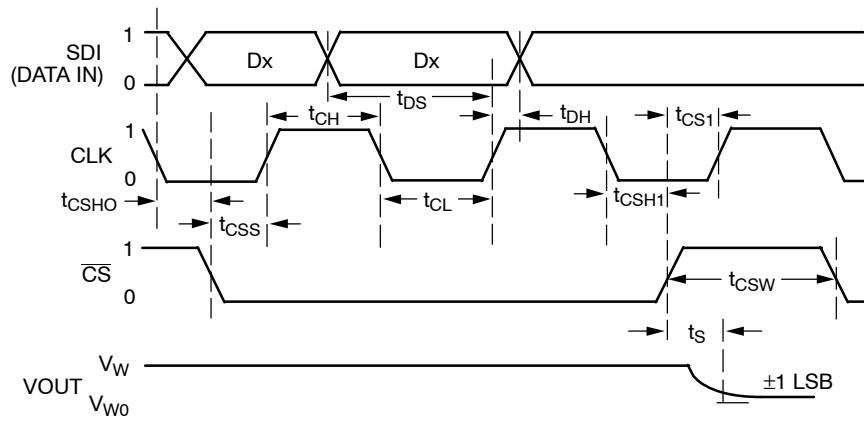 SDI
(DATA IN)
1
0
Dx
Dx
tDS
tCH
tDH
tCS1
CLK
1
0
tCSHO
tCSS
tCL
tCSH1
CS
1
0
tCSW
tS
VOUT
VW
VW0
±1 LSB